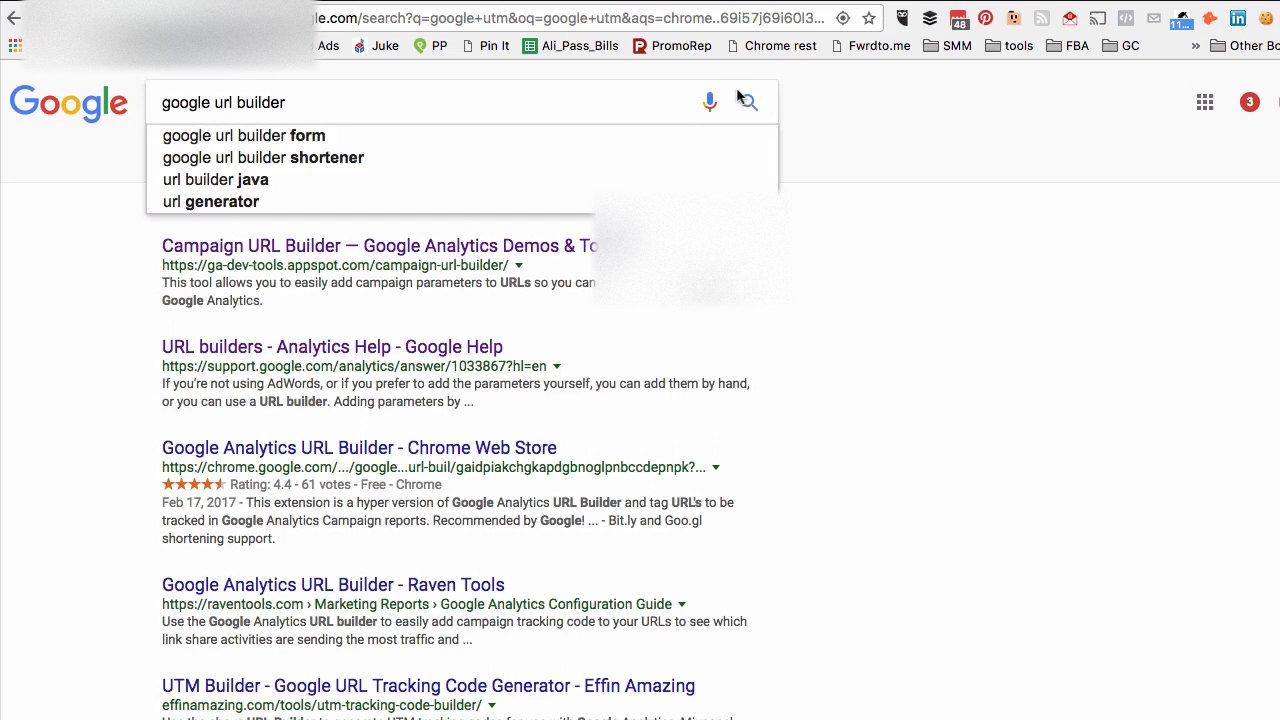 le.com/search?q=google+utm&oq=google+utm&aqs=chrome..69i57j69i60l3...
48
11...
Ads
Juke
PP
Pin It
Ali_Pass_Bills
PromoRep
Chrome rest
Fwrdto.me
SMM
tools
FBA
GC
»
Other Bo
Google
google url builder
3
google url builder form
google url builder shortener
url builder java
url generator
Campaign URL Builder — Google Analytics Demos & To
https://ga-dev-tools.appspot.com/campaign-url-builder/
This tool allows you to easily add campaign parameters to URLs so you can
Google Analytics.
URL builders - Analytics Help - Google Help
https://support.google.com/analytics/answer/1033867?hl=en
If you're not using AdWords, or if you prefer to add the parameters yourself, you can add them by hand,
or you can use a URL builder. Adding parameters by ...
Google Analytics URL Builder - Chrome Web Store
https://chrome.google.com/.../google...url-buil/gaidpiakchgkapdgbnoglpnbccdepnpk?...
Rating: 4.4 - 61 votes - Free - Chrome
Feb 17, 2017 - This extension is a hyper version of Google Analytics URL Builder and tag URL's to be
tracked in Google Analytics Campaign reports. Recommended by Google! ... - Bit.ly and Goo.gl
shortening support.
Google Analytics URL Builder - Raven Tools
https://raventools.com › Marketing Reports › Google Analytics Configuration Guide
Use the Google Analytics URL builder to easily add campaign tracking code to your URLs to see which
link share activities are sending the most traffic and ...
UTM Builder - Google URL Tracking Code Generator - Effin Amazing
effinamazing.com/tools/utm-tracking-code-builder/